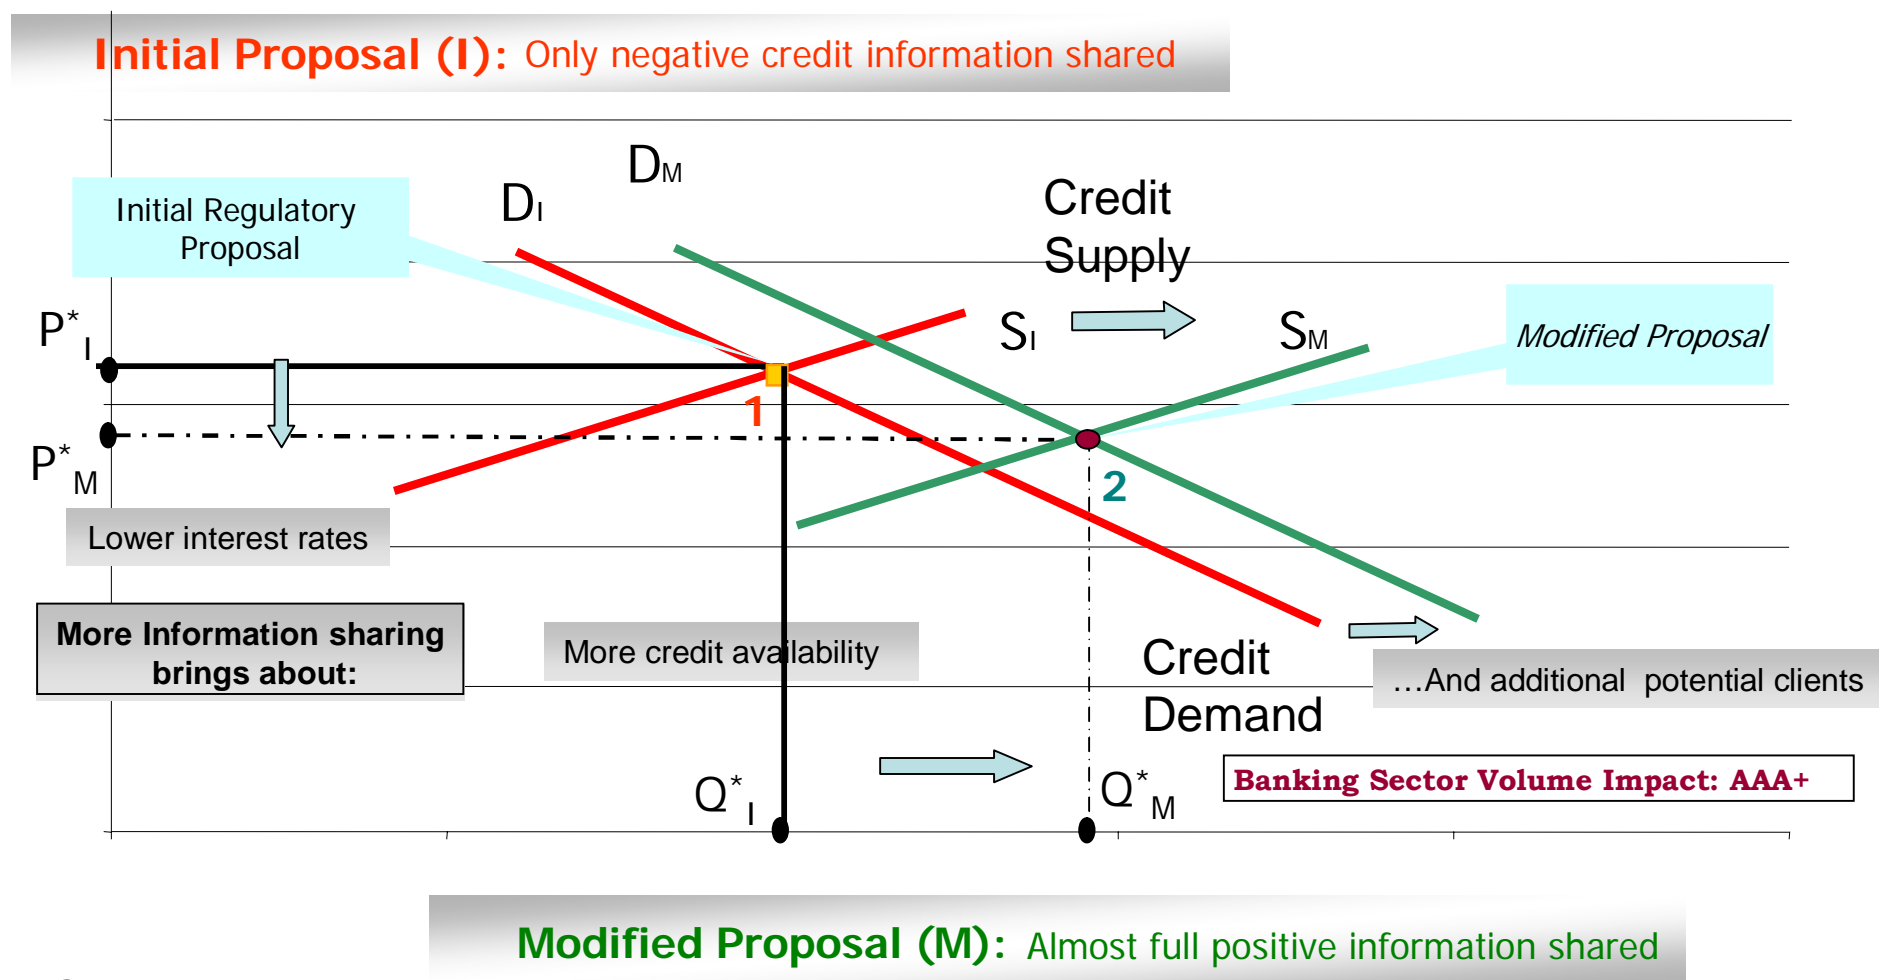 Initial Proposal (I): Only negative credit information shared
DI
DM
Credit
Supply
Initial Regulatory
Proposal
P*I
SI
SM
Modified Proposal
1
P*M
2
Lower interest rates
More Information sharing
brings about:
More credit availability
Credit
Demand
…And additional potential clients
Banking Sector Volume Impact: AAA+
Q*I
Q*M
Modified Proposal (M): Almost full positive information shared